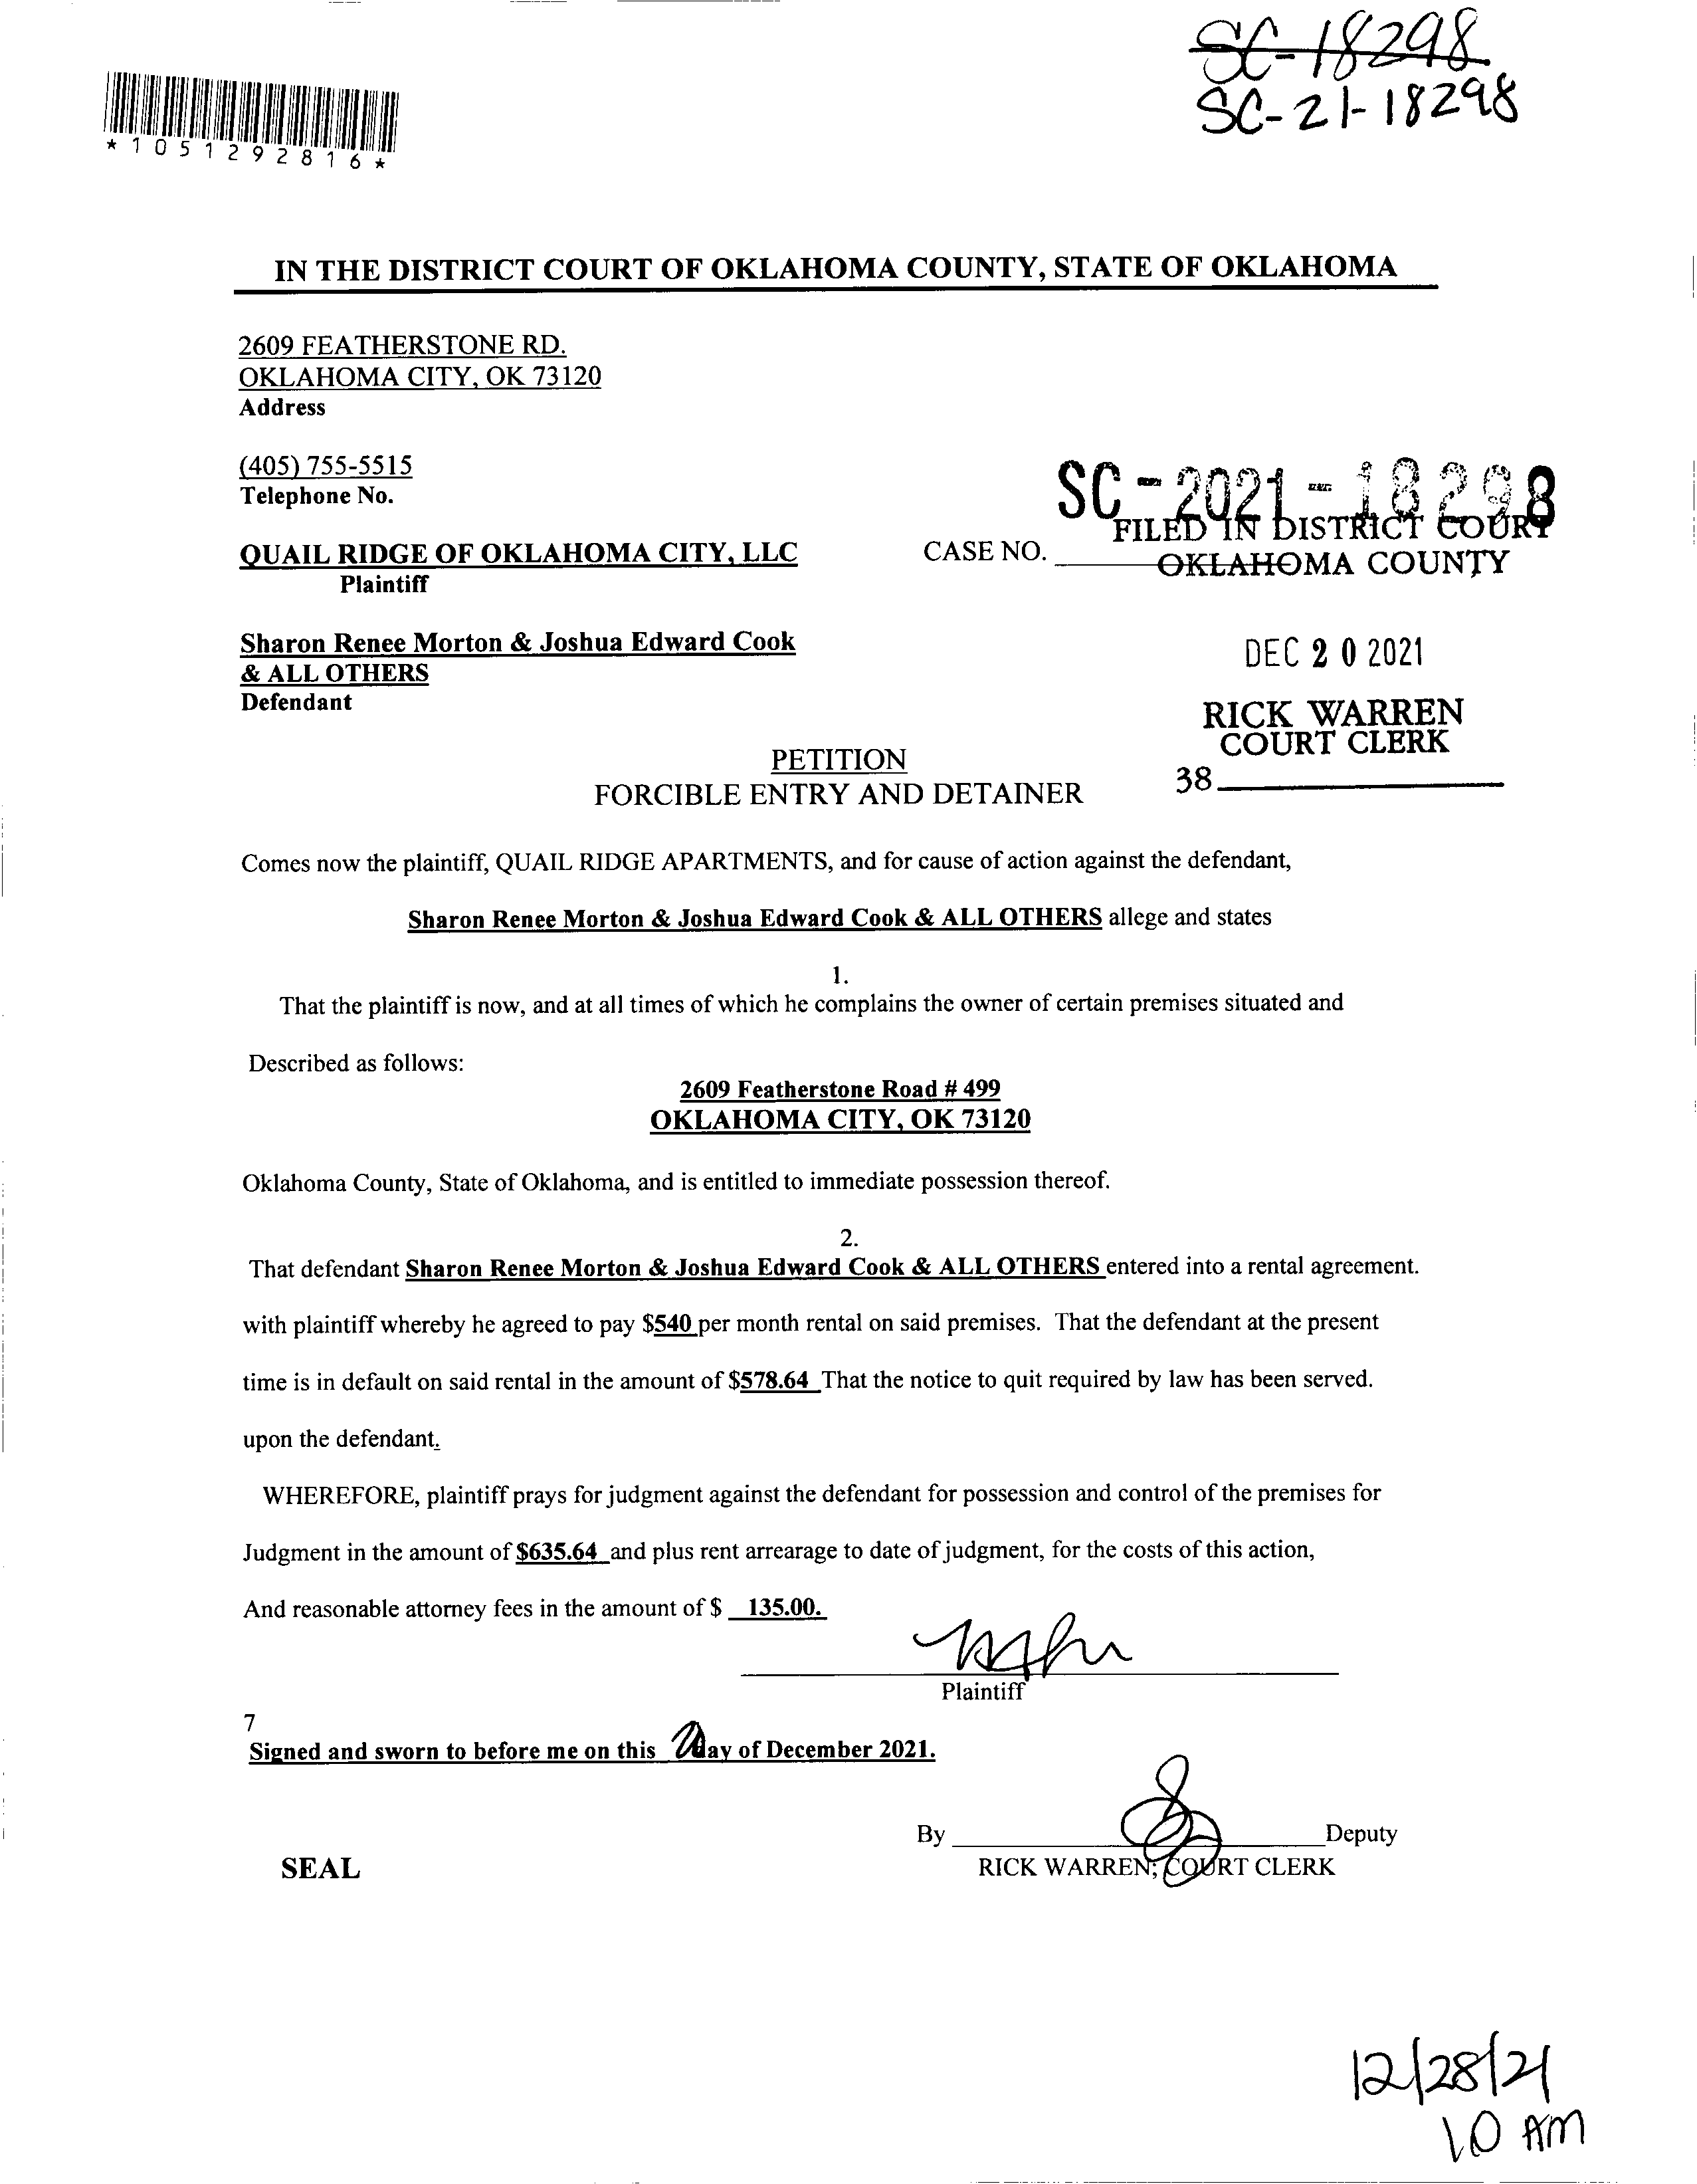 SC-18298
SC-21-18298
*1051292816*
IN THE DISTRICT COURT OF OKLAHOMA COUNTY, STATE OF OKLAHOMA
2609 FEATHERSTONE RD.
OKLAHOMA CITY, OK 73120
Address
(405) 755-5515
Telephone No.
SC-2021-18298
FILED IN DISTRICT COURT
QUAIL RIDGE OF OKLAHOMA CITY, LLC CASE NO.
OKLAHOMA COUNTY
Plaintiff
Sharon Renee Morton & Joshua Edward Cook
& ALL OTHERS
Defendant
DEC 20 2021
RICK WARREN
COURT CLERK
38
PETITION
FORCIBLE ENTRY AND DETAINER
Comes now the plaintiff, QUAIL RIDGE APARTMENTS, and for cause of action against the defendant,
Sharon Renee Morton & Joshua Edward Cook & ALL OTHERS allege and states
1.
That the plaintiff is now, and at all times of which he complains the owner of certain premises situated and
Described as follows:
2609 Featherstone Road # 499
OKLAHOMA CITY, OK 73120
Oklahoma County, State of Oklahoma, and is entitled to immediate possession thereof.
2.
That defendant Sharon Renee Morton & Joshua Edward Cook & ALL OTHERS entered into a rental agreement.
with plaintiff whereby he agreed to pay $540 per month rental on said premises. That the defendant at the present
time is in default on said rental in the amount of $578.64 That the notice to quit required by law has been served.
upon the defendant.
WHEREFORE, plaintiff prays for judgment against the defendant for possession and control of the premises for
Judgment in the amount of $635.64 and plus rent arrearage to date of judgment, for the costs of this action,
And reasonable attorney fees in the amount of $ 135.00.
Plaintiff
7
Signed and sworn to before me on this day of December 2021.
By Deputy
RICK WARREN; COURT CLERK
SEAL
12/28/21
10 AM